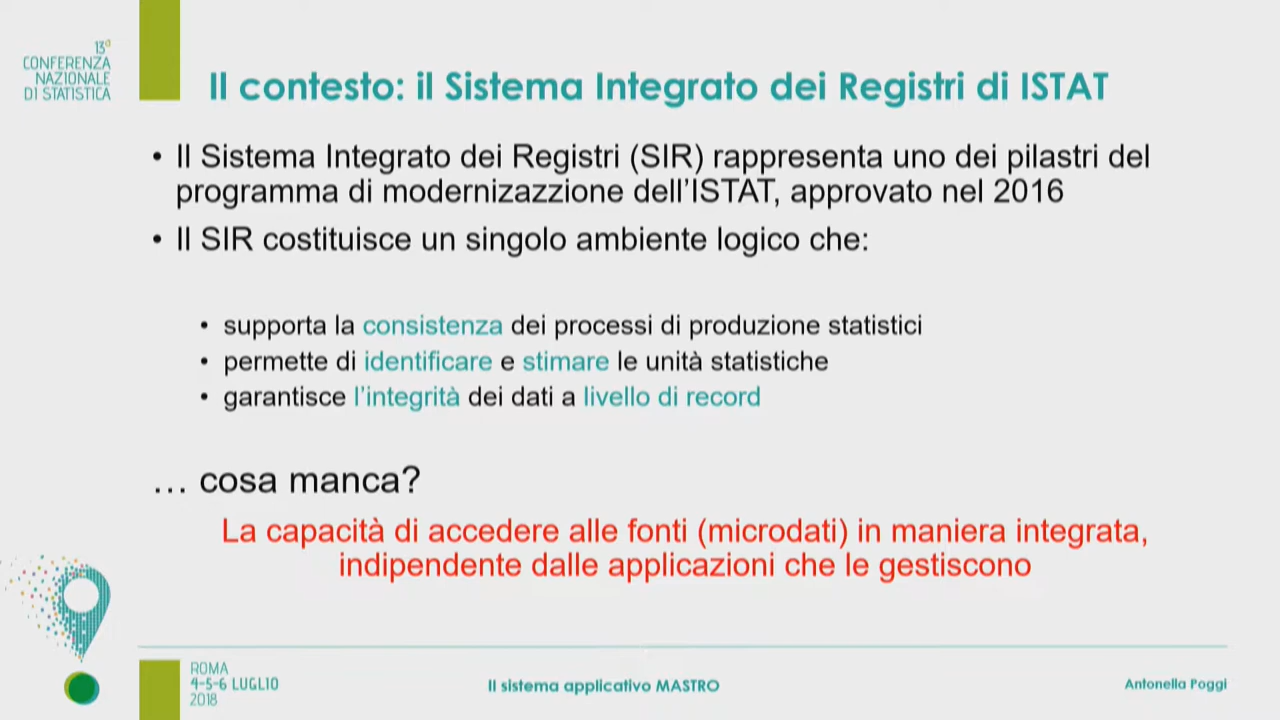 13a
CONFERENZA
NAZIONALE
DI STATISTICA
Il contesto: il Sistema Integrato dei Registri di ISTAT
• Il Sistema Integrato dei Registri (SIR) rappresenta uno dei pilastri del
programma di modernizazzione dell'ISTAT, approvato nel 2016
• Il SIR costituisce un singolo ambiente logico che:
• supporta la consistenza dei processi di produzione statistici
• permette di identificare e stimare le unità statistiche
• garantisce l'integrità dei dati a livello di record
… cosa manca?
La capacità di accedere alle fonti (microdati) in maniera integrata,
indipendente dalle applicazioni che le gestiscono
ROMA
4-5-6 LUGLIO
2018
Il sistema applicativo MASTRO
Antonella Poggi